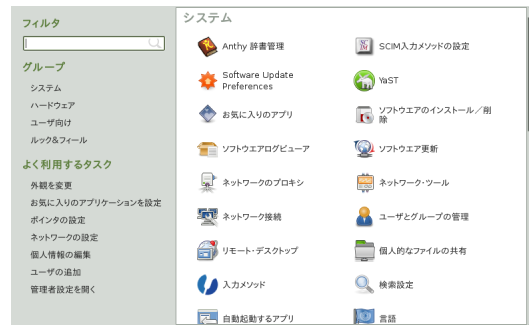 フィルタ
グループ
システム
ハードウェア
ユーザ向け
ルック&フィール
よく利用するタスク
外観を変更
お気に入りのアプリケーションを設定
ポインタの設定
ネットワークの設定
個人情報の編集
ユーザの追加
管理者設定を開く
システム
Anthy 辞書管理
SCIM入力メソッドの設定
Software Update
Preferences
YaST
お気に入りのアプリ
ソフトウエアのインストール／削
除
ソフトウエアログビューア
ソフトウエア更新
ネットワークのプロキシ
ネットワーク・ツール
ネットワーク接続
ユーザとグループの管理
リモート・デスクトップ
個人的なファイルの共有
入力メソッド
検索設定
自動起動するアプリ
言語